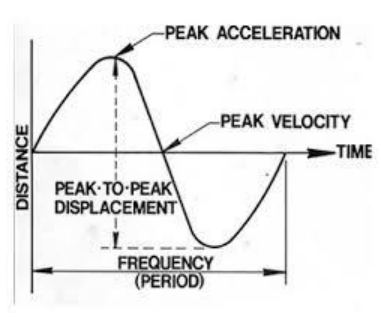 PEAK ACCELERATION
PEAK VELOCITY
TIME
DISTANCE
PEAK-TO-PEAK
DISPLACEMENT
FREQUENCY
(PERIOD)